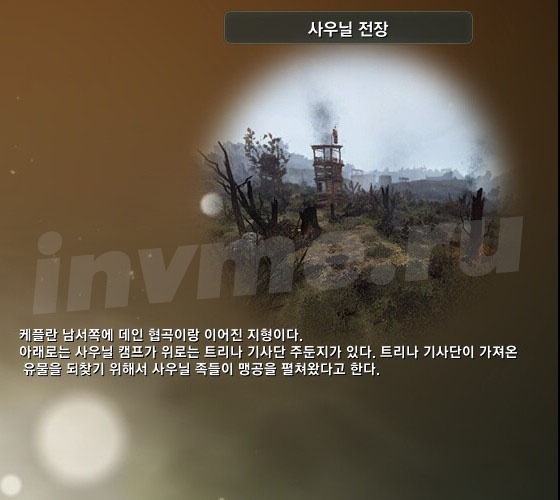 사우닐 전장
invmo.ru
케플란 남서쪽에 데인 협곡이랑 이어진 지형이다.
아래로는 사우닐 캠프가 위로는 트리나 기사단 주둔지가 있다. 트리나 기사단이 가져온
유물을 되찾기 위해서 사우닐 족들이 맹공을 펼쳐왔다고 한다.